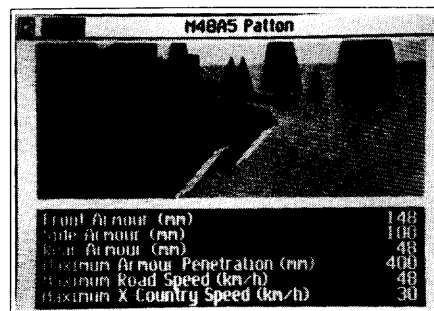 M48A5 Patton
Front Armour (mm) 148
Side Armour (mm) 100
Rear Armour (mm) 48
Maximum Armour Penetration (mm) 400
Maximum Road Speed (km/h) 48
Maximum X Country Speed (km/h) 30